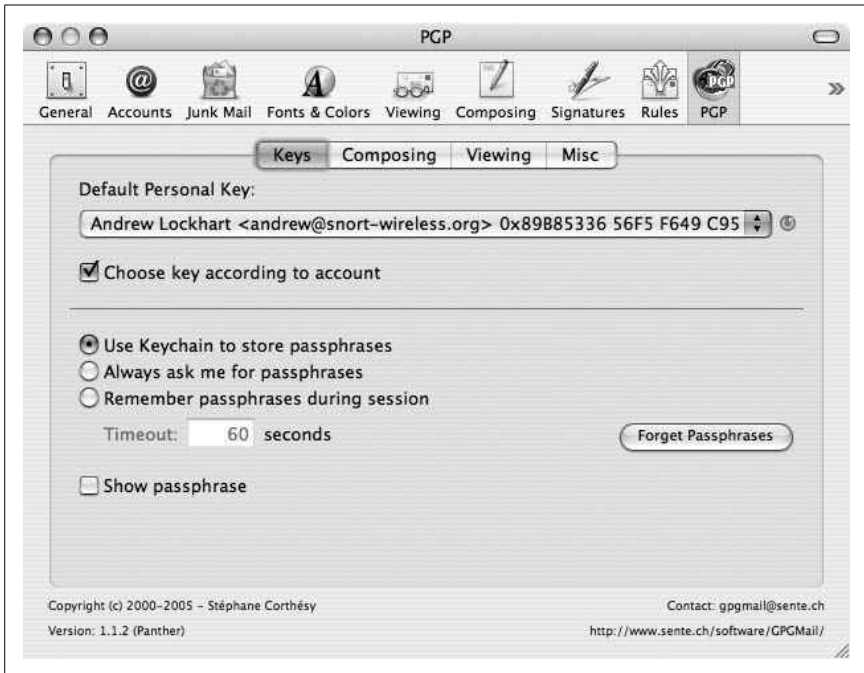 PGP
General Accounts Junk Mail Fonts & Colors Viewing Composing Signatures Rules PGP
Keys Composing Viewing Misc
Default Personal Key:
Andrew Lockhart <andrew@snort-wireless.org> 0x89B85336 56F5 F649 C95
Choose key according to account
Use Keychain to store passphrases
Always ask me for passphrases
Remember passphrases during session
Timeout: 60 seconds
Forget Passphrases
Show passphrase
Copyright (c) 2000-2005 - Stéphane Corthésy
Contact: gpgmail@sente.ch
Version: 1.1.2 (Panther)
http://www.sente.ch/software/GPGMail/